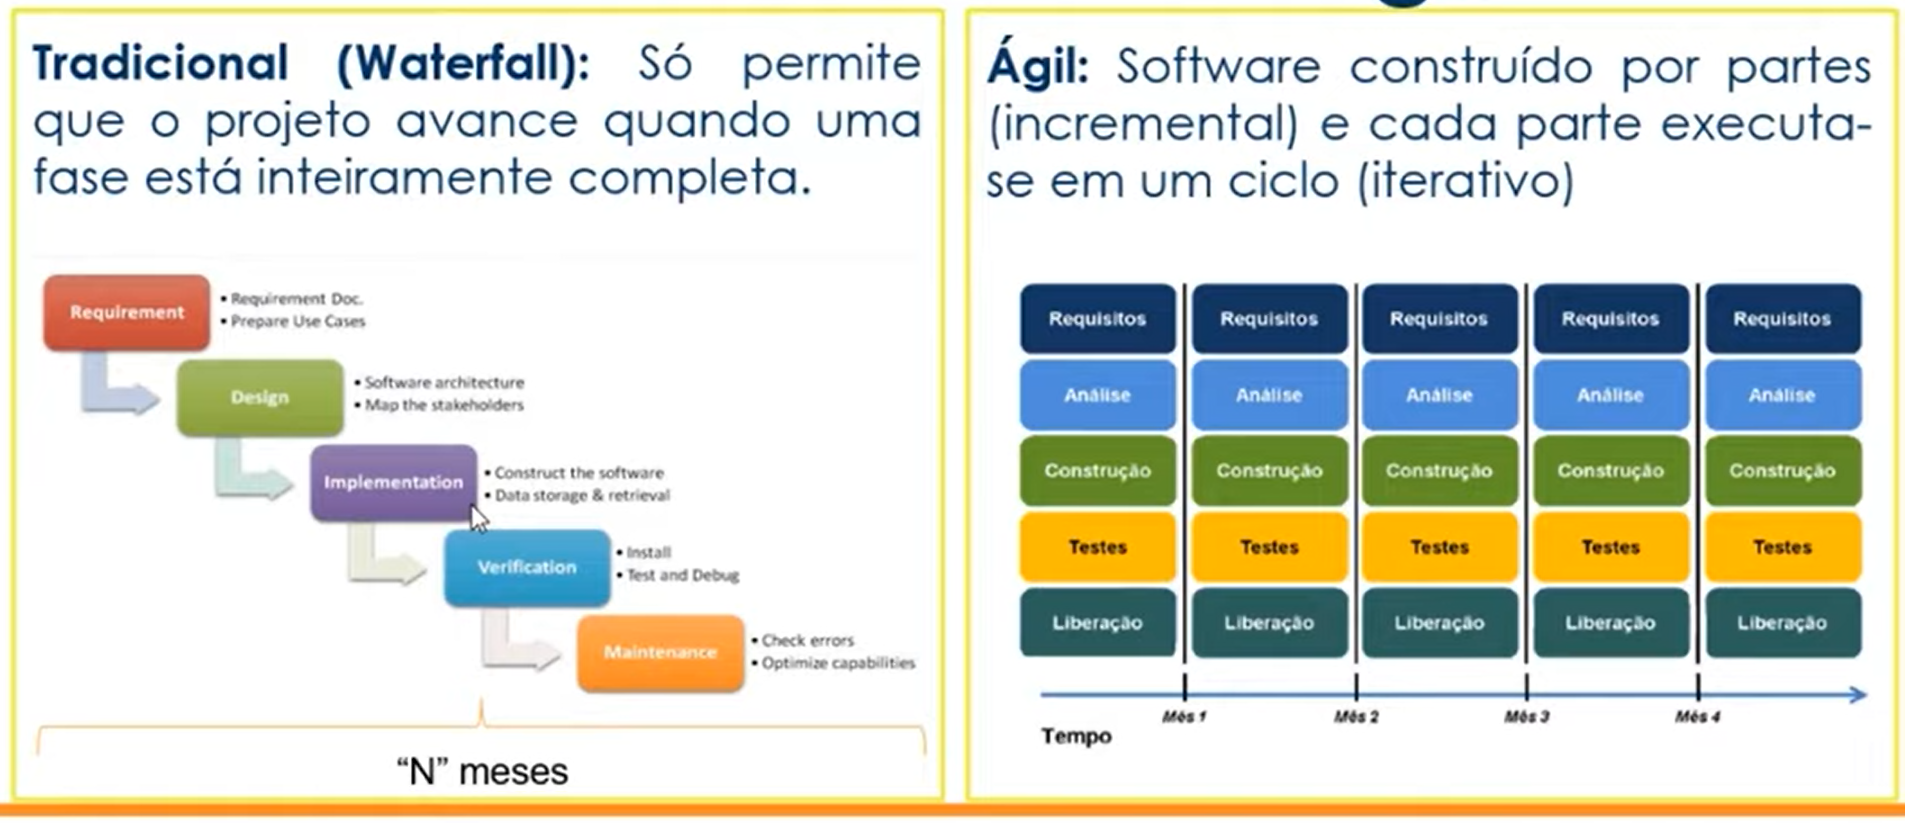 Tradicional (Waterfall): Só permite
que o projeto avance quando uma
fase está inteiramente completa.
Requirement
• Requirement Doc.
• Prepare Use Cases
Design
• Software architecture
• Map the stakeholders
Implementation
• Construct the software
• Data storage & retrieval
Verification
• Install
• Test and Debug
Maintenance
• Check errors
• Optimize capabilities
“N” meses
Ágil: Software construído por partes
(incremental) e cada parte executa-
se em um ciclo (iterativo)
Requisitos Requisitos Requisitos Requisitos Requisitos
Análise Análise Análise Análise Análise
Construção Construção Construção Construção Construção
Testes Testes Testes Testes Testes
Liberação Liberação Liberação Liberação Liberação
Mês 1 Mês 2 Mês 3 Mês 4
Tempo